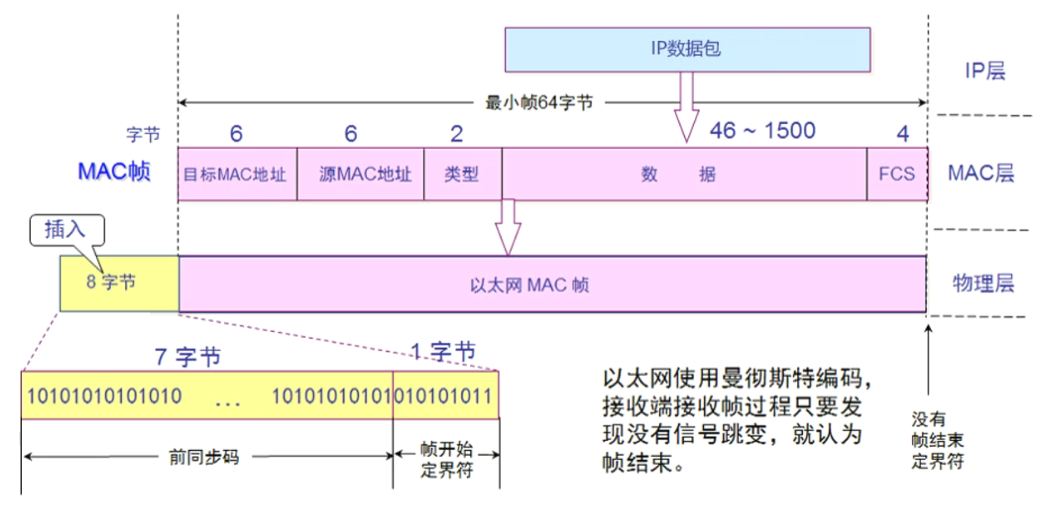 IP数据包
IP层
最小帧64字节
字节 6 6 2 46 ~ 1500 4
MAC帧 目标MAC地址 源MAC地址 类型 数 据 FCS MAC层
插入
8 字节 以太网 MAC 帧 物理层
7 字节 1 字节
10101010101010 ... 10101010101010101011
前同步码
帧开始
定界符
以太网使用曼彻斯特编码,
接收端接收帧过程只要发
现没有信号跳变，就认为
帧结束。
没有
帧结束
定界符